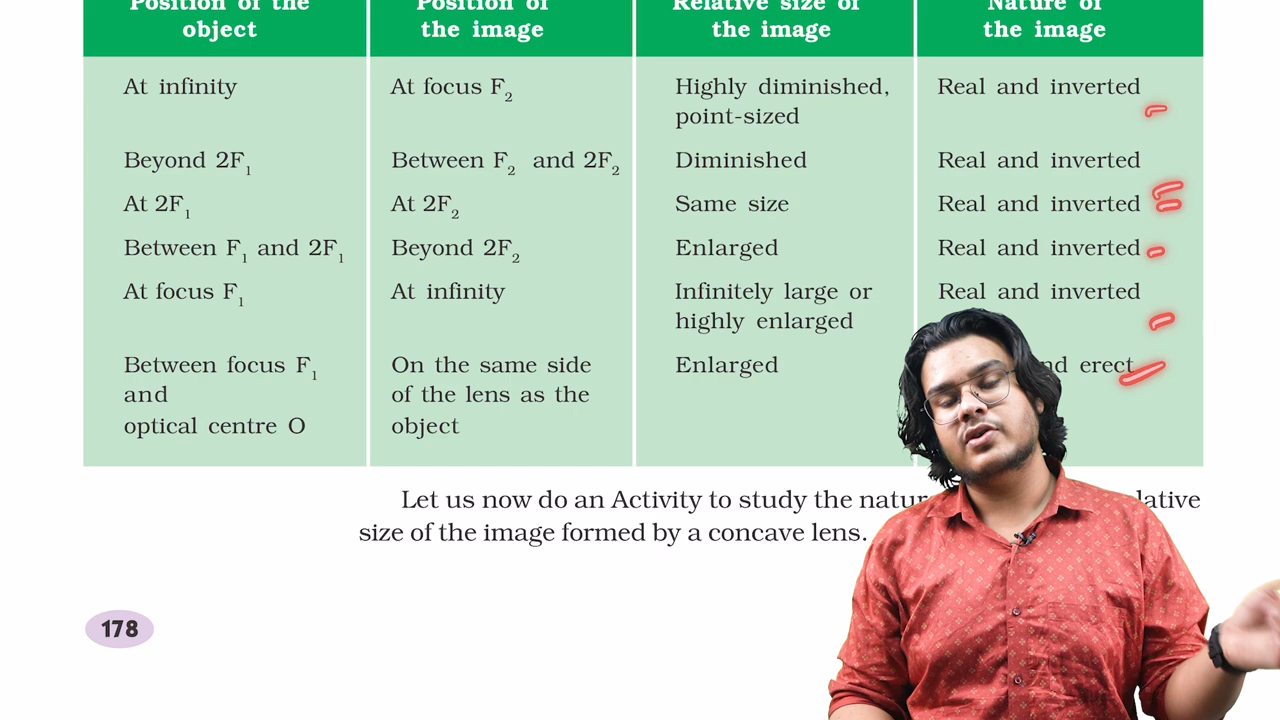 Position of the
object
Position of
the image
Relative size of
the image
Nature of
the image
At infinity
At focus F₂
Highly diminished,
point-sized
Real and inverted
Beyond 2F₁
Between F₂ and 2F₂
Diminished
Real and inverted
At 2F₁
At 2F₂
Same size
Real and inverted
Between F₁ and 2F₁
Beyond 2F₂
Enlarged
Real and inverted
At focus F₁
At infinity
Infinitely large or
highly enlarged
Real and inverted
Between focus F₁
and
optical centre O
On the same side
of the lens as the
object
Enlarged
erect
Let us now do an Activity to study the
size of the image formed by a concave lens.
178